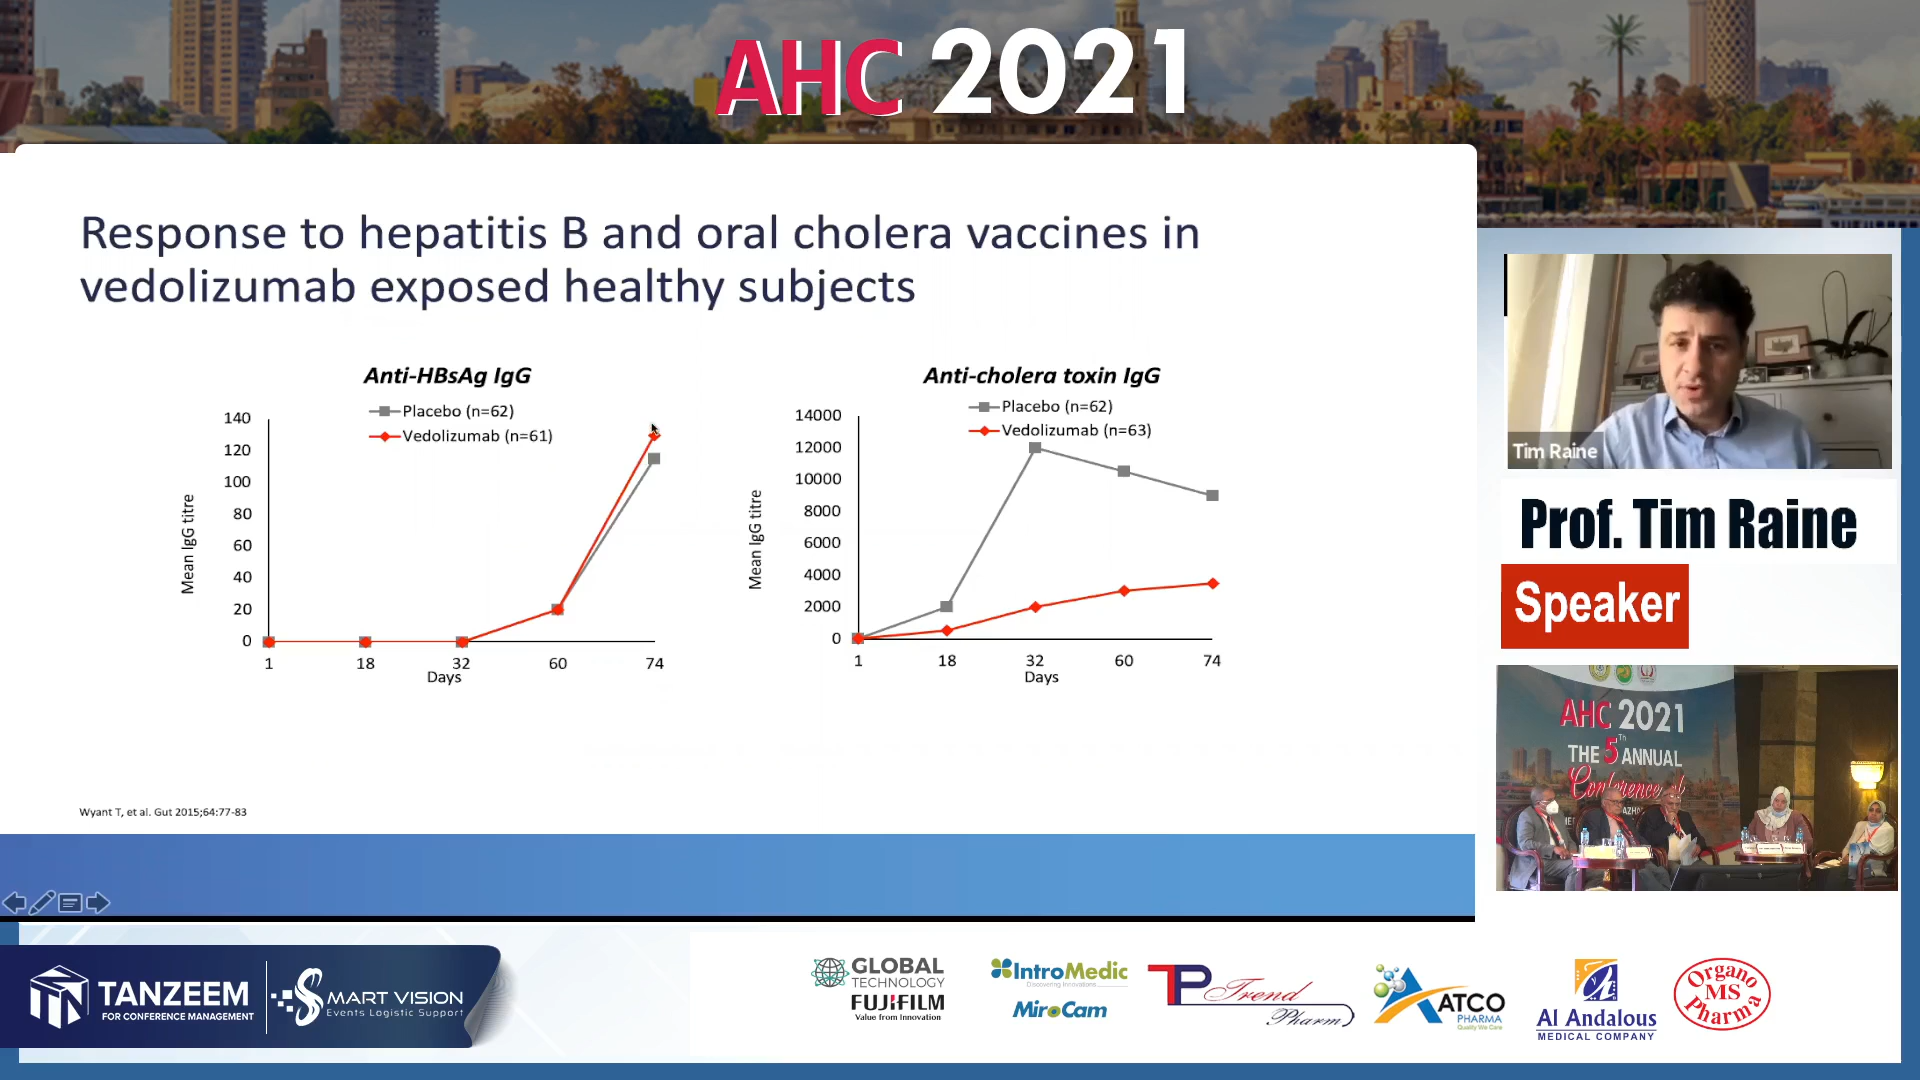 AHC 2021
Response to hepatitis B and oral cholera vaccines in
vedolizumab exposed healthy subjects
Anti-HBsAg IgG
Placebo (n=62)
Vedolizumab (n=61)
Mean IgG titre
140
120
100
80
60
40
20
0
1 18 32 60 74
Days
Anti-cholera toxin IgG
Placebo (n=62)
Vedolizumab (n=63)
Mean IgG titre
14000
12000
10000
8000
6000
4000
2000
0
1 18 32 60 74
Days
Wyant T, et al. Gut 2015;64:77-83
Tim Raine
Prof. Tim Raine
Speaker
AHC 2021
THE 5Th ANNUAL
Conference of
TANZEEM
FOR CONFERENCE MANAGEMENT
SMART VISION
Events Logistic Support
GLOBAL
TECHNOLOGY
FUJIFILM
Value from Innovation
IntroMedic
Discovering Innovations
MiroCam
TP Trend
Pharm
ATCO
PHARMA
Quality We Care
Al Andalous
MEDICAL COMPANY
Organo
MS
Pharma